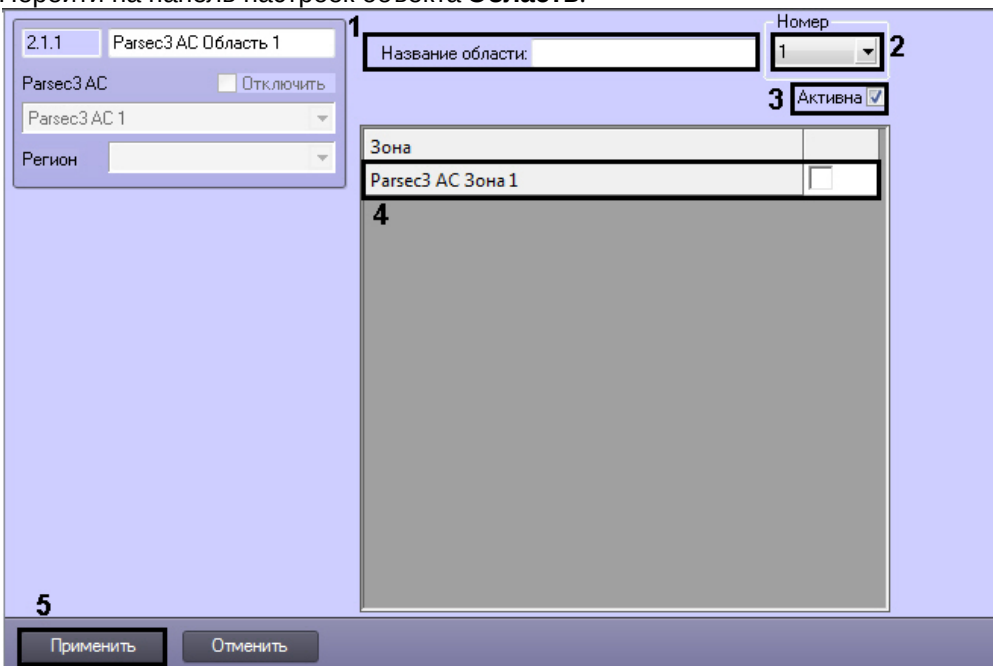 Перейти на панель настроек объекта Область.
1
Номер
2.1.1 Parsec3 AC Область 1
Название области:
1
2
Parsec3 AC Отключить
3 Активна
Parsec3 AC 1
Зона
Регион
Parsec3 AC Зона 1
4
5
Применить Отменить